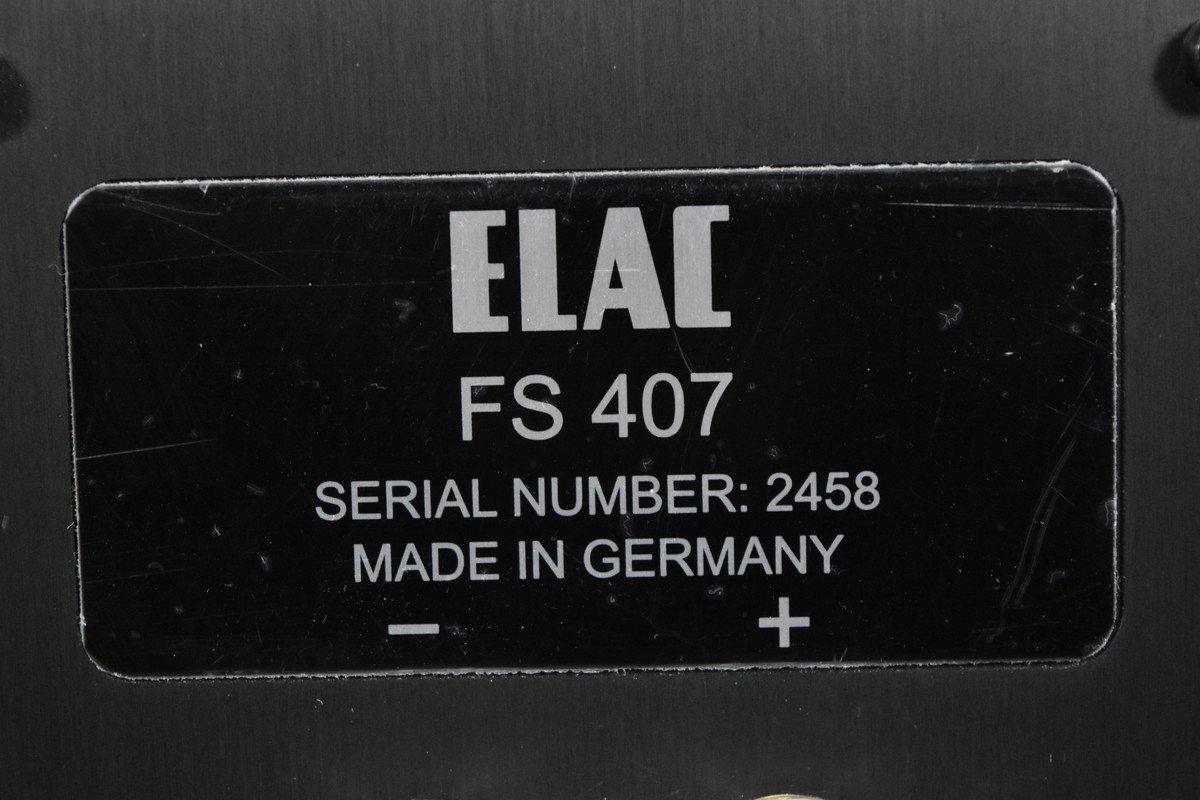 ELAC
FS 407
SERIAL NUMBER: 2458
MADE IN GERMANY
− +